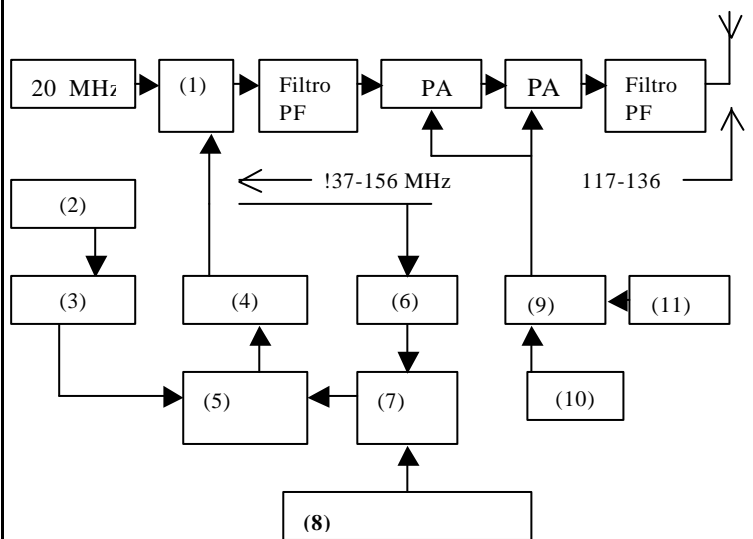 20 MHz
(1)
Filtro
PF
PA
PA
Filtro
PF
!37-156 MHz
117-136
(2)
(3)
(4)
(6)
(9)
(11)
(5)
(7)
(10)
(8)